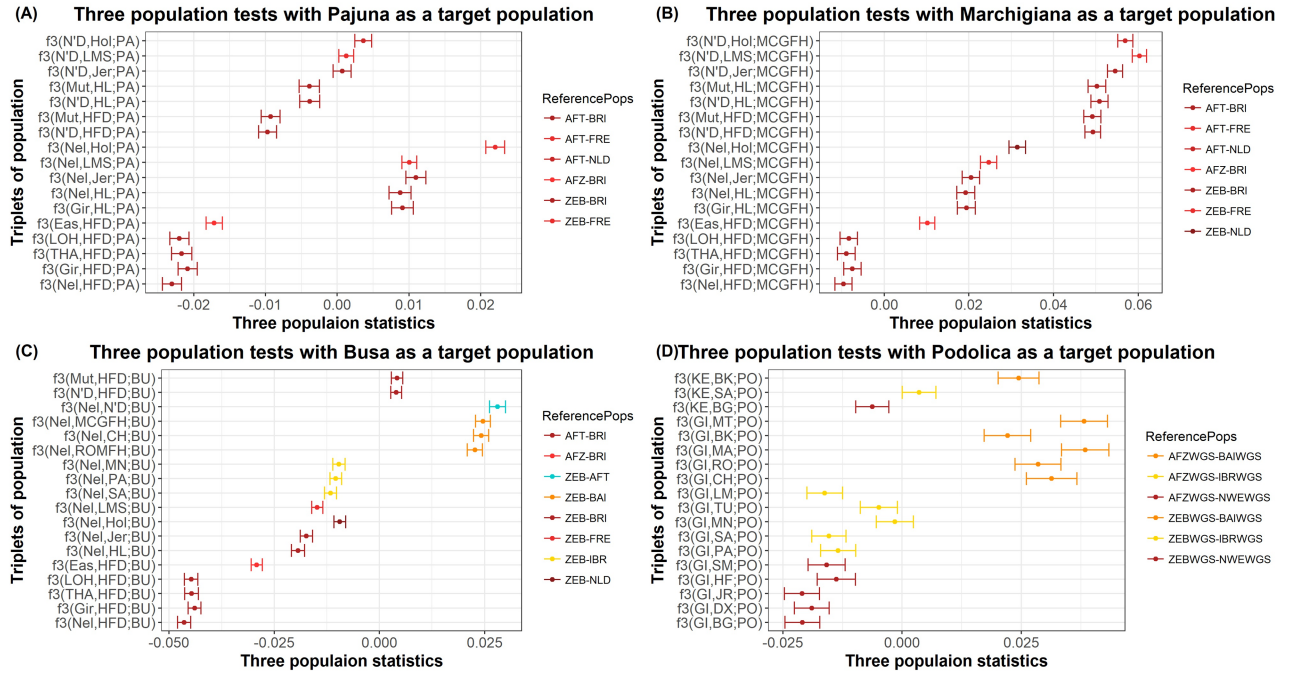 (A) Three population tests with Pajuna as a target population
Triplets of population
f3(N'D,Hol;PA)
f3(N'D,LMS;PA)
f3(N'D,Jer;PA)
f3(Mut,HL;PA)
f3(N'D,HL;PA)
f3(Mut,HFD;PA)
f3(N'D,HFD;PA)
f3(Nel,Hol;PA)
f3(Nel,LMS;PA)
f3(Nel,Jer;PA)
f3(Nel,HL;PA)
f3(Gir,HL;PA)
f3(Eas,HFD;PA)
f3(LOH,HFD;PA)
f3(THA,HFD;PA)
f3(Gir,HFD;PA)
f3(Nel,HFD;PA)
-0.02 -0.01 0.00 0.01 0.02
Three populaion statistics
ReferencePops
AFT-BRI
AFT-FRE
AFT-NLD
AFZ-BRI
ZEB-BRI
ZEB-FRE
(B) Three population tests with Marchigiana as a target population
Triplets of population
f3(N'D,Hol;MCGFH)
f3(N'D,LMS;MCGFH)
f3(N'D,Jer;MCGFH)
f3(Mut,HL;MCGFH)
f3(N'D,HL;MCGFH)
f3(Mut,HFD;MCGFH)
f3(N'D,HFD;MCGFH)
f3(Nel,Hol;MCGFH)
f3(Nel,LMS;MCGFH)
f3(Nel,Jer;MCGFH)
f3(Nel,HL;MCGFH)
f3(Gir,HL;MCGFH)
f3(Eas,HFD;MCGFH)
f3(LOH,HFD;MCGFH)
f3(THA,HFD;MCGFH)
f3(Gir,HFD;MCGFH)
f3(Nel,HFD;MCGFH)
0.00 0.02 0.04 0.06
Three populaion statistics
ReferencePops
AFT-BRI
AFT-FRE
AFT-NLD
AFZ-BRI
ZEB-BRI
ZEB-FRE
ZEB-NLD
(C) Three population tests with Busa as a target population
Triplets of population
f3(Mut,HFD;BU)
f3(N'D,HFD;BU)
f3(Nel,N'D;BU)
f3(Nel,MCGFH;BU)
f3(Nel,CH;BU)
f3(Nel,ROMFH;BU)
f3(Nel,MN;BU)
f3(Nel,PA;BU)
f3(Nel,SA;BU)
f3(Nel,LMS;BU)
f3(Nel,Hol;BU)
f3(Nel,Jer;BU)
f3(Nel,HL;BU)
f3(Eas,HFD;BU)
f3(LOH,HFD;BU)
f3(THA,HFD;BU)
f3(Gir,HFD;BU)
f3(Nel,HFD;BU)
-0.050 -0.025 0.000 0.025
Three populaion statistics
ReferencePops
AFT-BRI
AFZ-BRI
ZEB-AFT
ZEB-BAI
ZEB-BRI
ZEB-FRE
ZEB-IBR
ZEB-NLD
(D) Three population tests with Podolica as a target population
Triplets of population
f3(KE,BK;PO)
f3(KE,SA;PO)
f3(KE,BG;PO)
f3(GI,MT;PO)
f3(GI,BK;PO)
f3(GI,MA;PO)
f3(GI,RO;PO)
f3(GI,CH;PO)
f3(GI,LM;PO)
f3(GI,TU;PO)
f3(GI,MN;PO)
f3(GI,SA;PO)
f3(GI,PA;PO)
f3(GI,SM;PO)
f3(GI,HF;PO)
f3(GI,JR;PO)
f3(GI,DX;PO)
f3(GI,BG;PO)
-0.025 0.000 0.025
Three populaion statistics
ReferencePops
AFZWGS-BAIWGS
AFZWGS-IBRWGS
AFZWGS-NWEWGS
ZEBWGS-BAIWGS
ZEBWGS-IBRWGS
ZEBWGS-NWEWGS